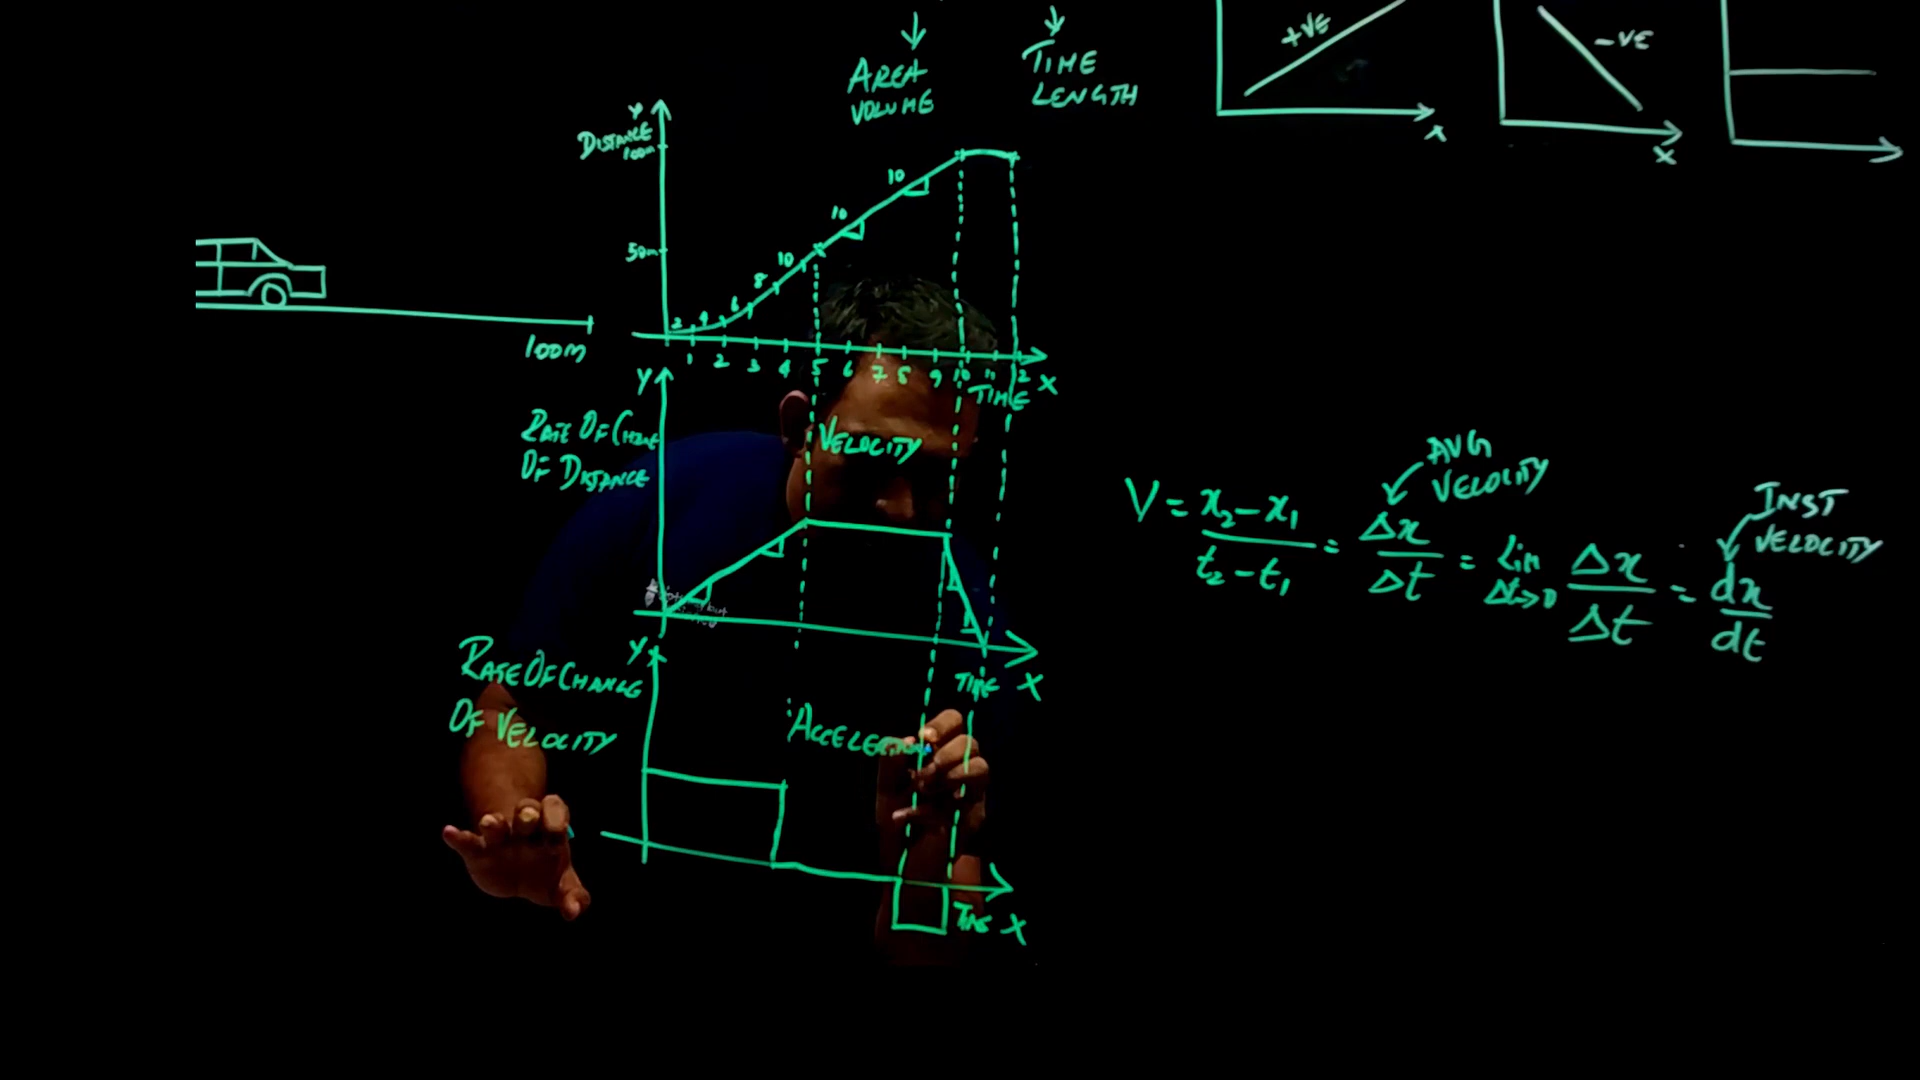 AREA
VOLUME
TIME
LENGTH
+VE
-VE
X
X
Y
DISTANCE
100m
50m
2 4 6 8 10 10 10
1 2 3 4 5 6 7 8 9 10 11 12 X
TIME
100m
Y
RATE OF CHANGE
OF DISTANCE
VELOCITY
TIME X
Y
RATE OF CHANGE
OF VELOCITY
TIME X
AVG
VELOCITY
INST
VELOCITY
V = x₂-x₁ / t₂-t₁ = Δx / Δt = Lim Δt→0 Δx / Δt = dx / dt